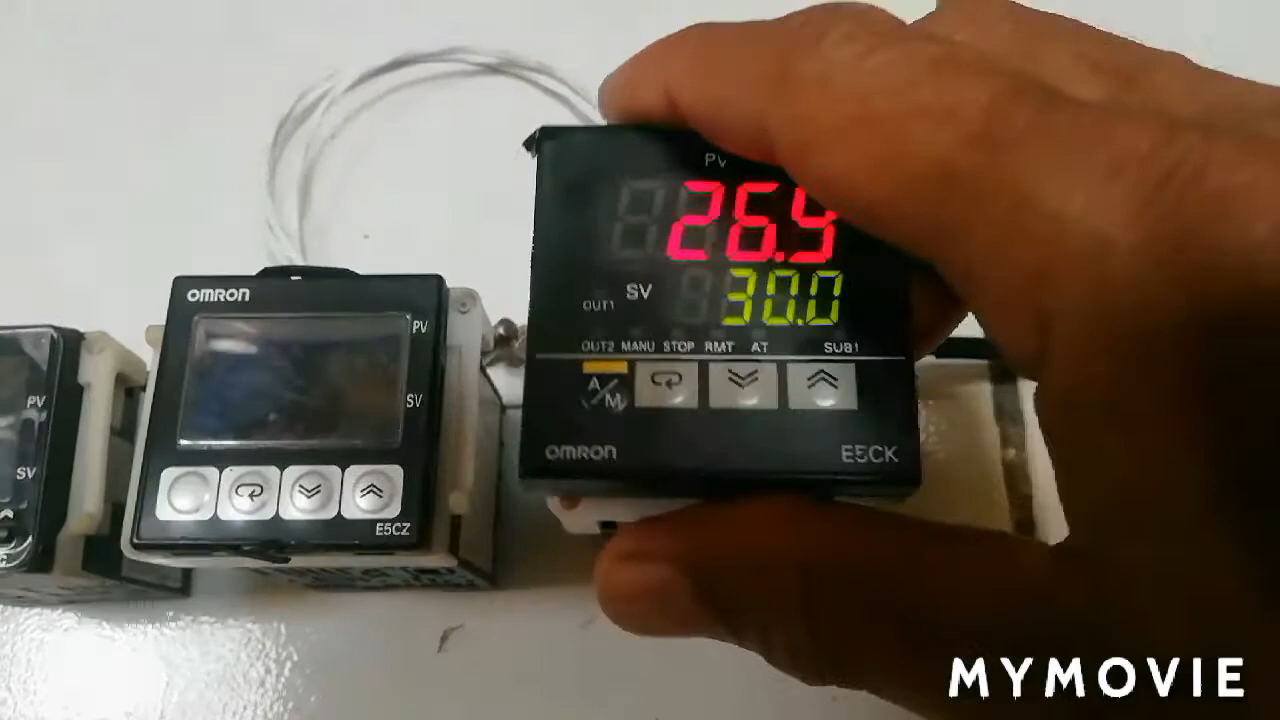 PV
SV
OMRON
PV
SV
E5CZ
PV
26.5
SV
30.0
OUT1
OUT2 MANU STOP RMT AT SUB1
A/M
OMRON
E5CK
MYMOVIE